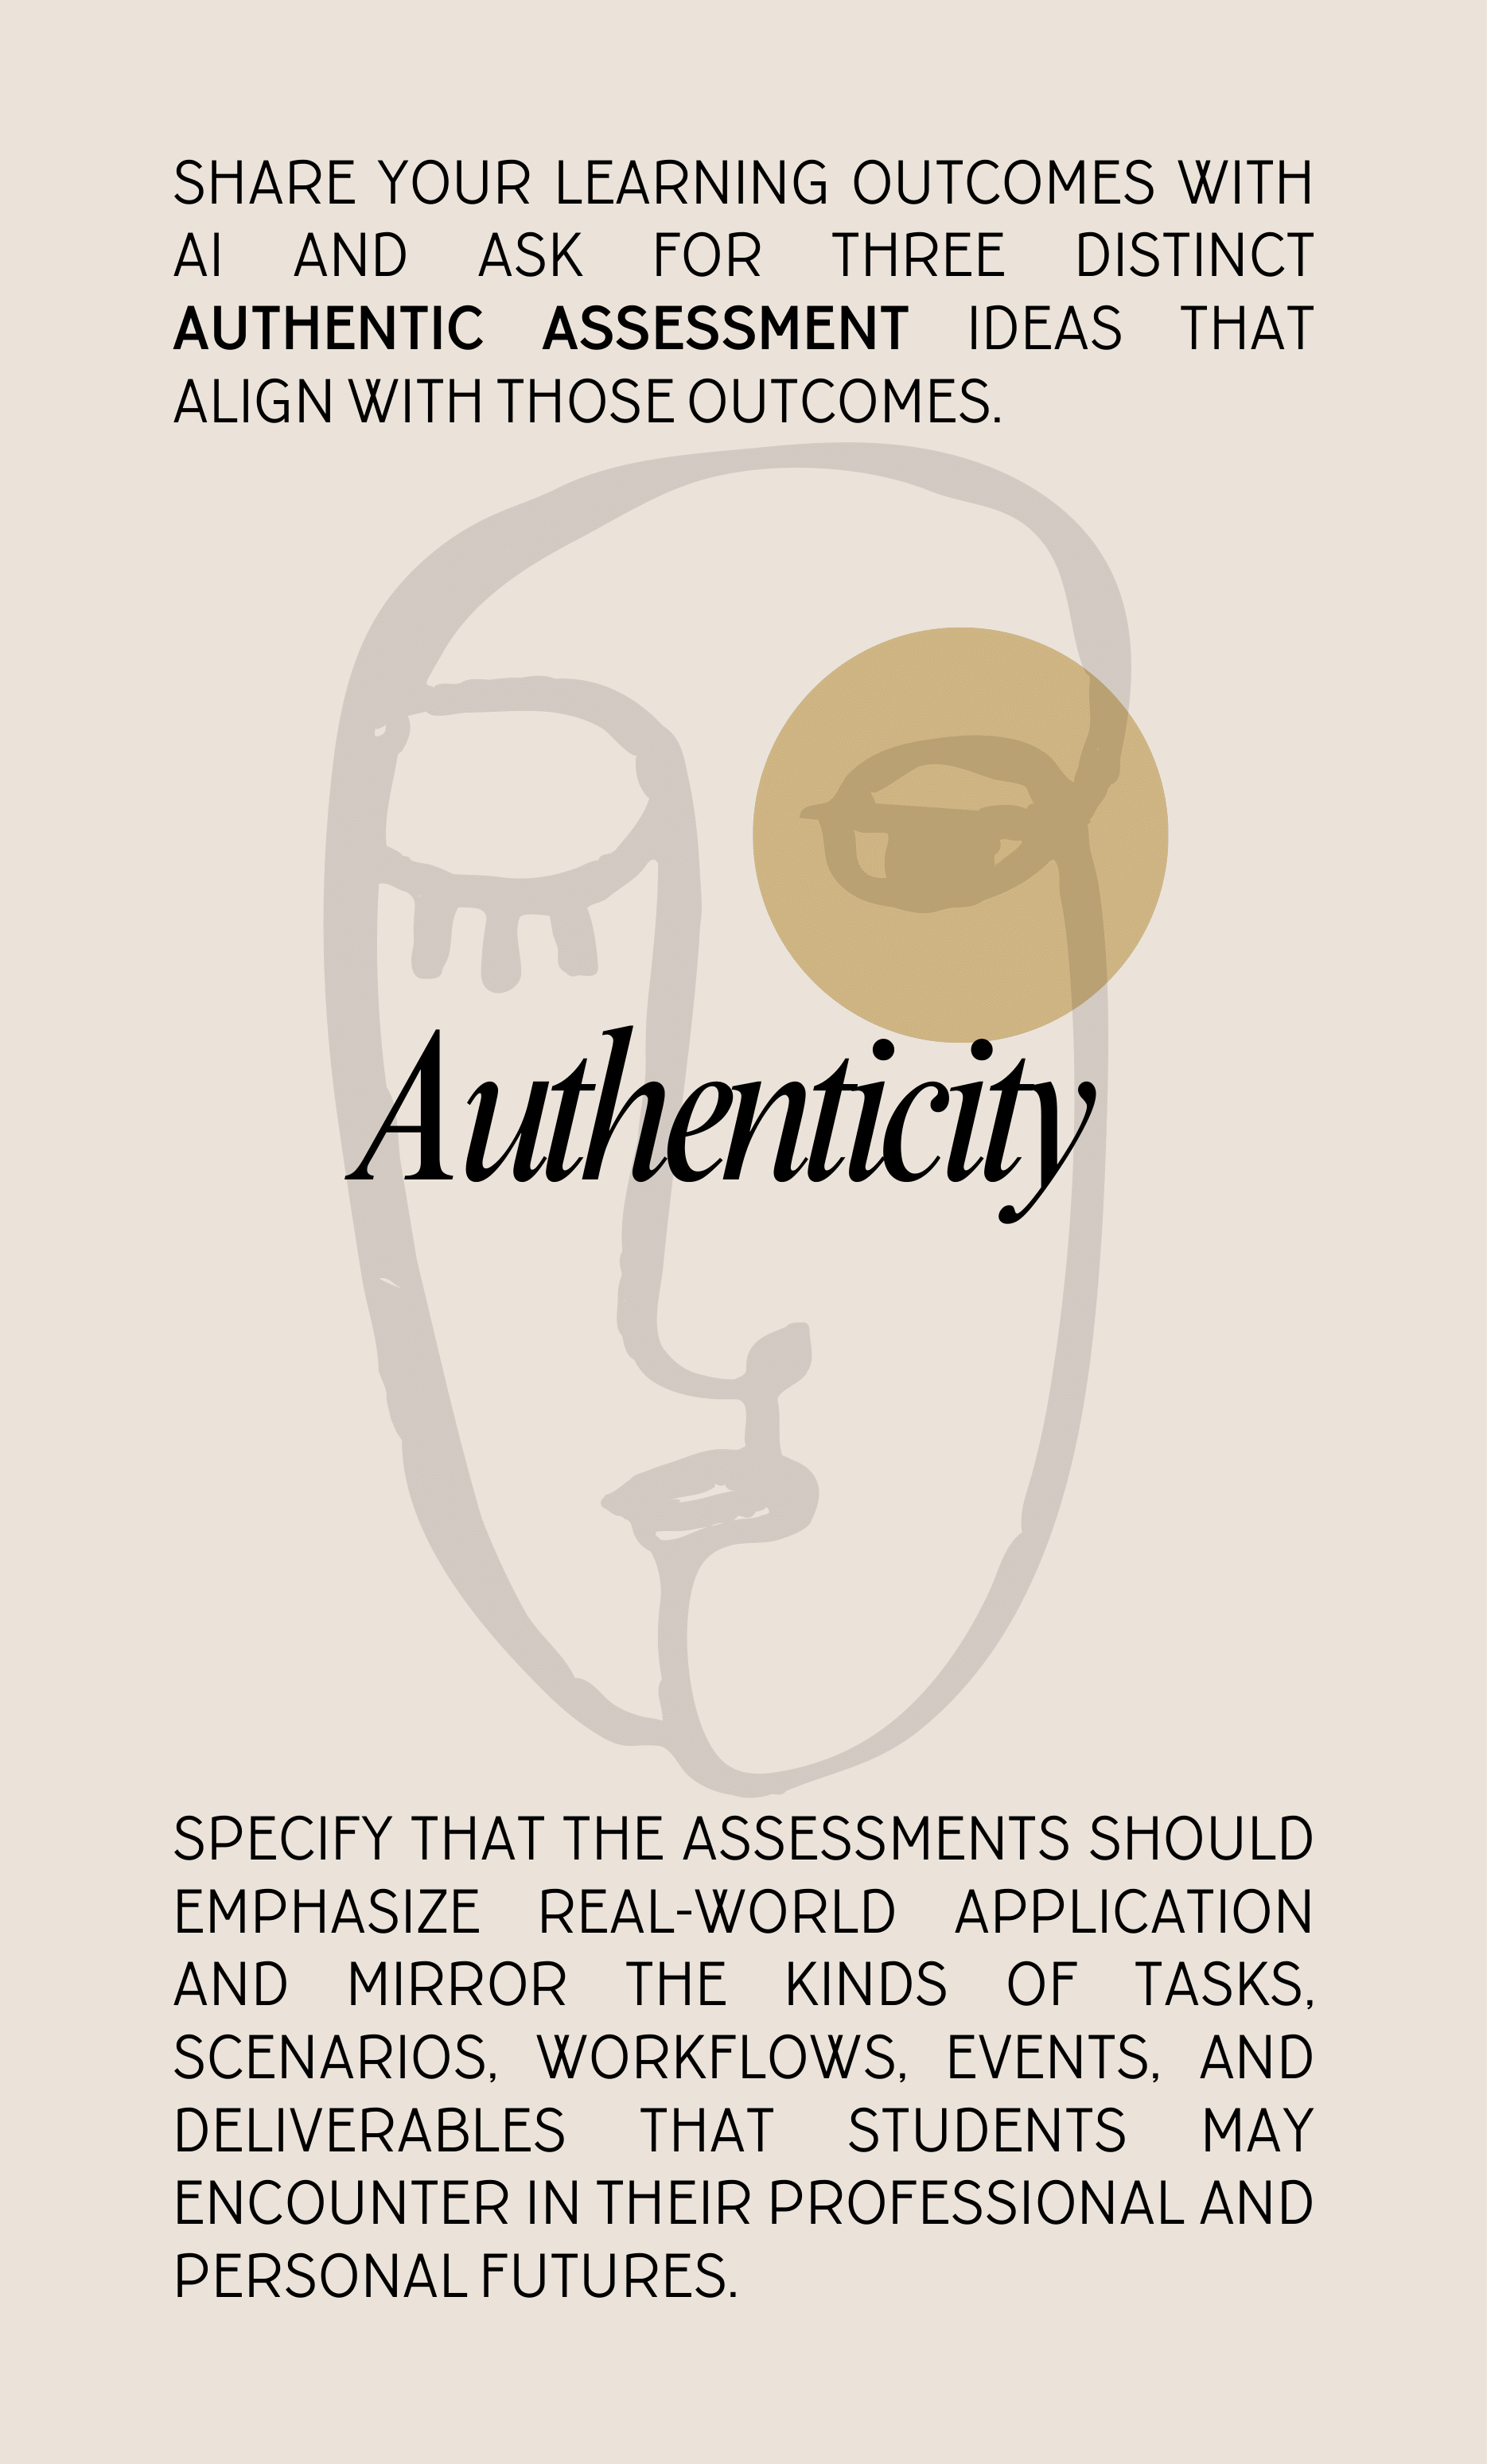 SHARE YOUR LEARNING OUTCOMES WITH
AI AND ASK FOR THREE DISTINCT
AUTHENTIC ASSESSMENT IDEAS THAT
ALIGN WITH THOSE OUTCOMES.
Authenticity
SPECIFY THAT THE ASSESSMENTS SHOULD
EMPHASIZE REAL-WORLD APPLICATION
AND MIRROR THE KINDS OF TASKS,
SCENARIOS, WORKFLOWS, EVENTS, AND
DELIVERABLES THAT STUDENTS MAY
ENCOUNTER IN THEIR PROFESSIONAL AND
PERSONAL FUTURES.